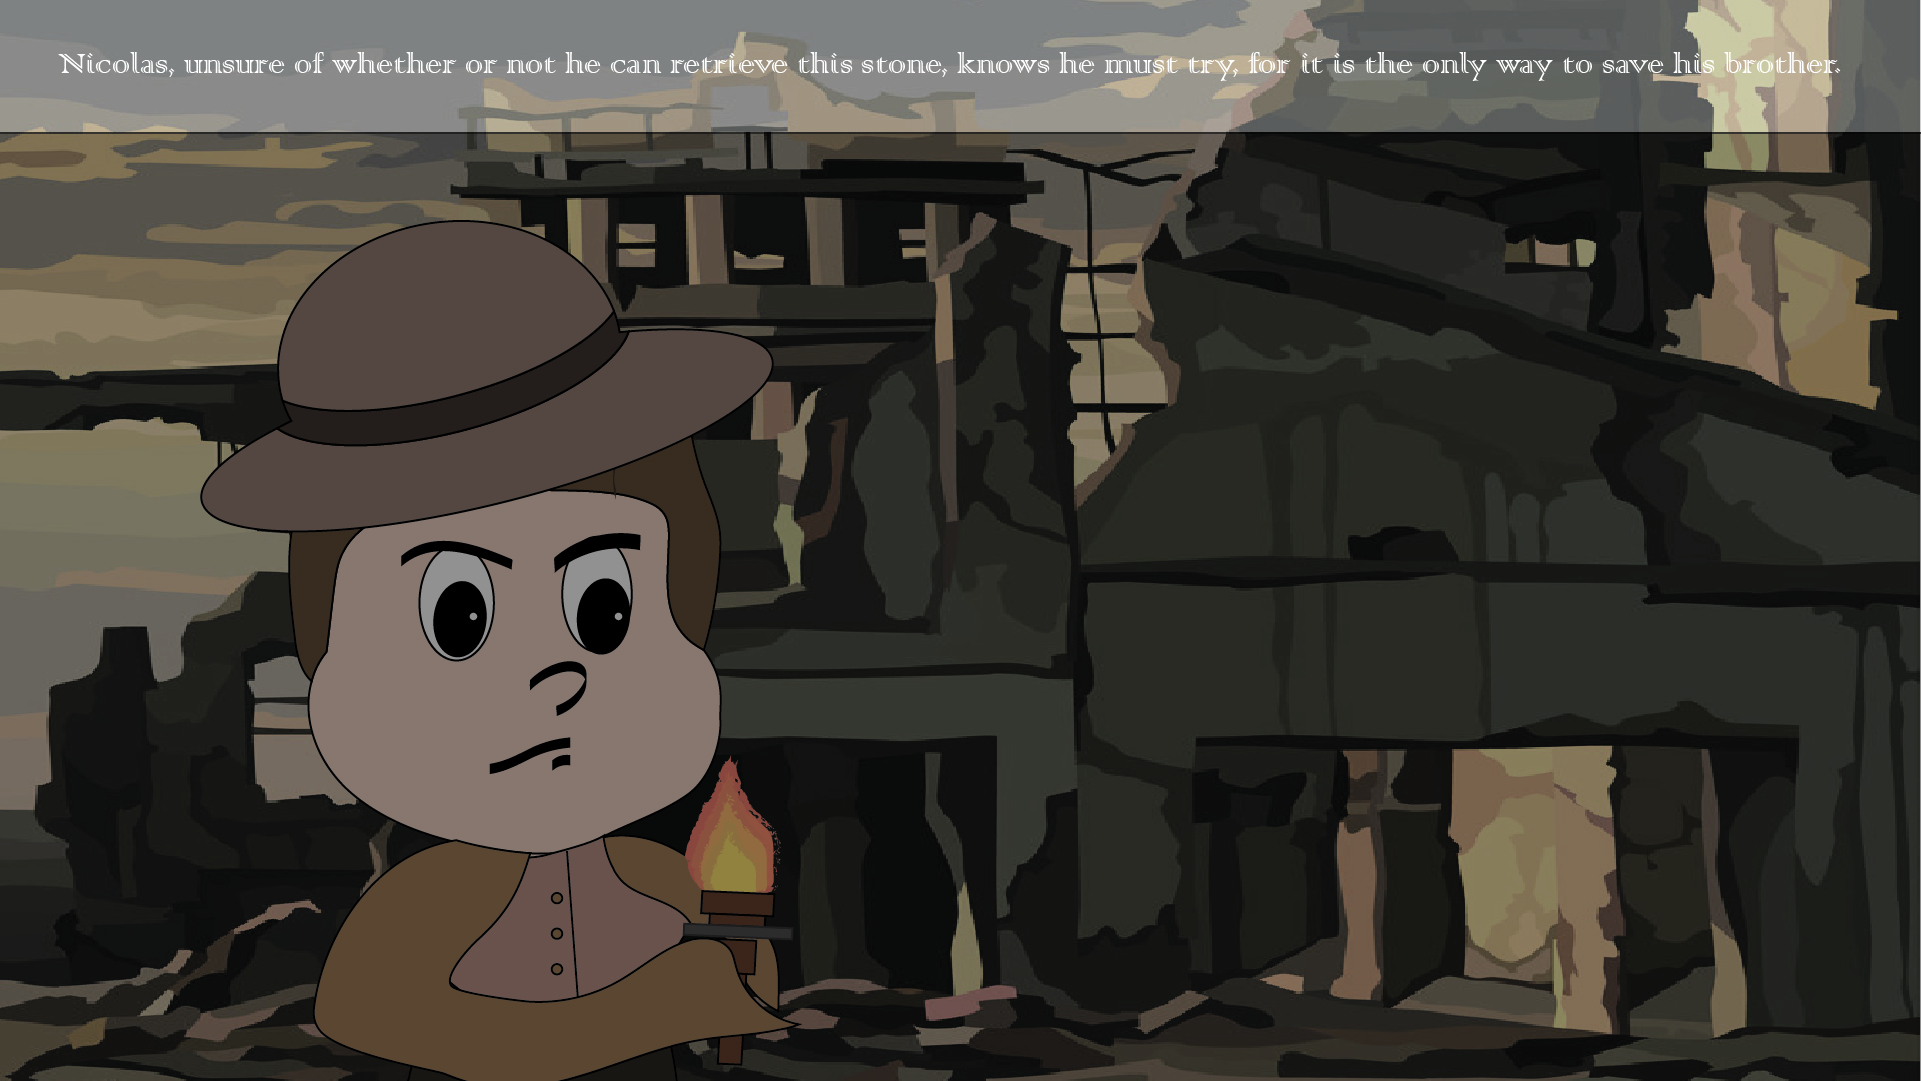 Nicolas, unsure of whether or not he can retrieve this stone, knows he must try, for it is the only way to save his brother.